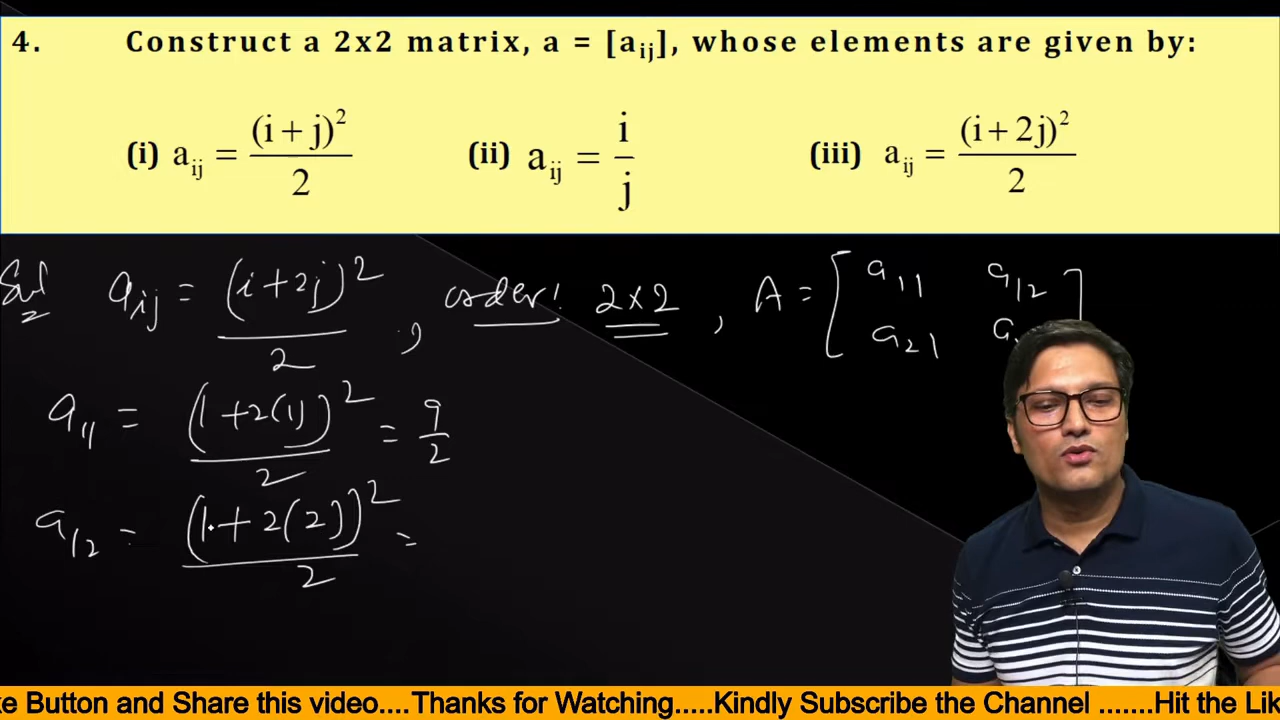 4. Construct a 2x2 matrix, a = [aij], whose elements are given by:
(i) aij = (i + j)² / 2 (ii) aij = i / j (iii) aij = (i + 2j)² / 2
Sol aij = (i + 2j)² / 2 , order: 2×2 , A = [a11 a12
a21 a
a11 = (1 + 2(1))² / 2 = 9/2
a12 = (1 + 2(2))² / 2 =
ke Button and Share this video....Thanks for Watching.....Kindly Subscribe the Channel ........Hit the Lik